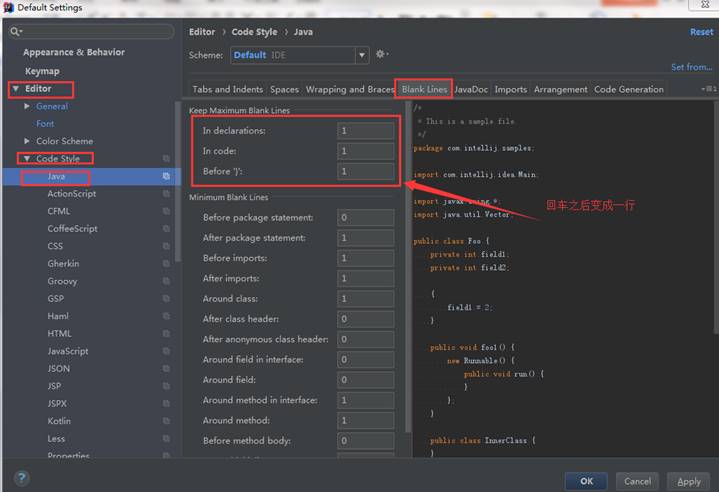 Default Settings
Editor › Code Style › Java
Reset
Scheme: Default IDE
Set from...
Appearance & Behavior
Keymap
Editor
General
Font
Color Scheme
Code Style
Java
ActionScript
CFML
CoffeeScript
CSS
Gherkin
Groovy
GSP
Haml
HTML
JavaScript
JSON
JSP
JSPX
Kotlin
Less
Properties
Tabs and Indents Spaces Wrapping and Braces Blank Lines JavaDoc Imports Arrangement Code Generation
Keep Maximum Blank Lines
In declarations: 1
In code: 1
Before '}': 1
Minimum Blank Lines
Before package statement: 0
After package statement: 1
Before imports: 1
After imports: 1
Around class: 1
After class header: 0
After anonymous class header: 0
Around field in interface: 0
Around field: 0
Around method in interface: 1
Around method: 1
Before method body: 0
/*
* This is a sample file.
*/
package com.intellij.samples;
import com.intellij.idea.Main;
import javax.swing.*;
import java.util.Vector;
回车之后变成一行
public class Foo {
private int field1;
private int field2;
{
field1 = 2;
}
public void foo1() {
new Runnable() {
public void run() {
}
};
}
public class InnerClass {
}
?
OK Cancel Apply